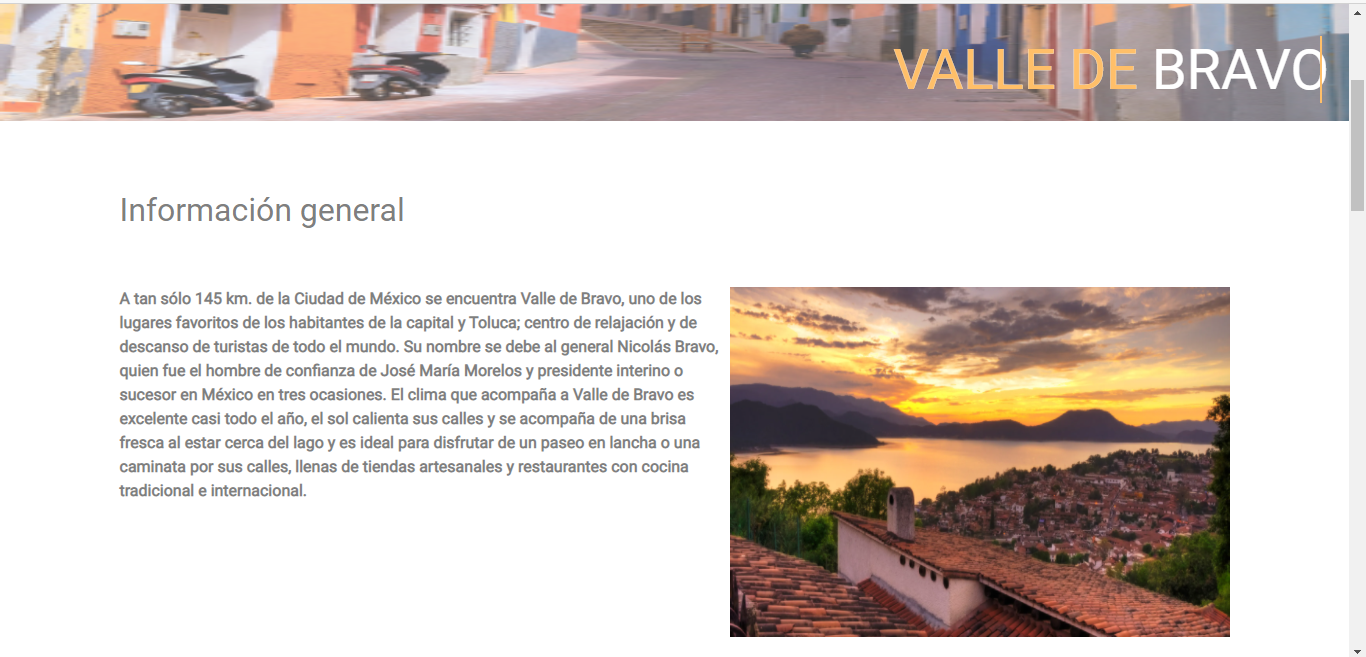 VALLE DE BRAVO
Información general
A tan sólo 145 km. de la Ciudad de México se encuentra Valle de Bravo, uno de los
lugares favoritos de los habitantes de la capital y Toluca; centro de relajación y de
descanso de turistas de todo el mundo. Su nombre se debe al general Nicolás Bravo,
quien fue el hombre de confianza de José María Morelos y presidente interino o
sucesor en México en tres ocasiones. El clima que acompaña a Valle de Bravo es
excelente casi todo el año, el sol calienta sus calles y se acompaña de una brisa
fresca al estar cerca del lago y es ideal para disfrutar de un paseo en lancha o una
caminata por sus calles, llenas de tiendas artesanales y restaurantes con cocina
tradicional e internacional.